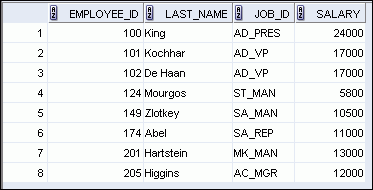 EMPLOYEE_ID LAST_NAME JOB_ID SALARY
1 100 King AD_PRES 24000
2 101 Kochhar AD_VP 17000
3 102 De Haan AD_VP 17000
4 124 Mourgos ST_MAN 5800
5 149 Zlotkey SA_MAN 10500
6 174 Abel SA_REP 11000
7 201 Hartstein MK_MAN 13000
8 205 Higgins AC_MGR 12000